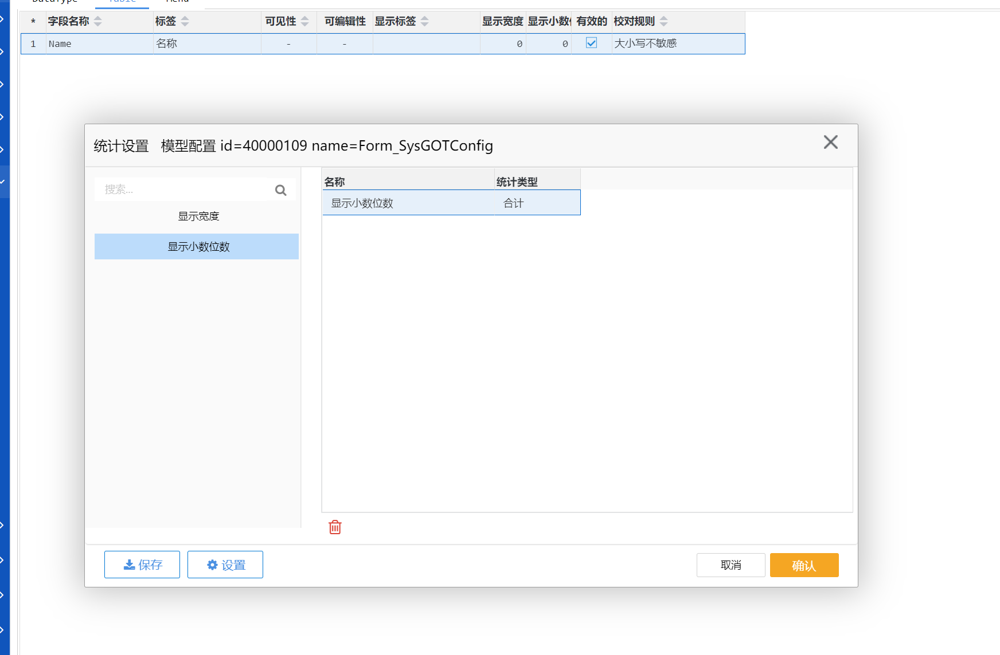 DataType Table Menu
* 字段名称 标签 可见性 可编辑性 显示标签 显示宽度 显示小数 有效的 校对规则
1 Name 名称 - - 0 0 大小写不敏感
统计设置 模型配置 id=40000109 name=Form_SysGOTConfig
搜索...
显示宽度
显示小数位数
名称 统计类型
显示小数位数 合计
保存 设置 取消 确认